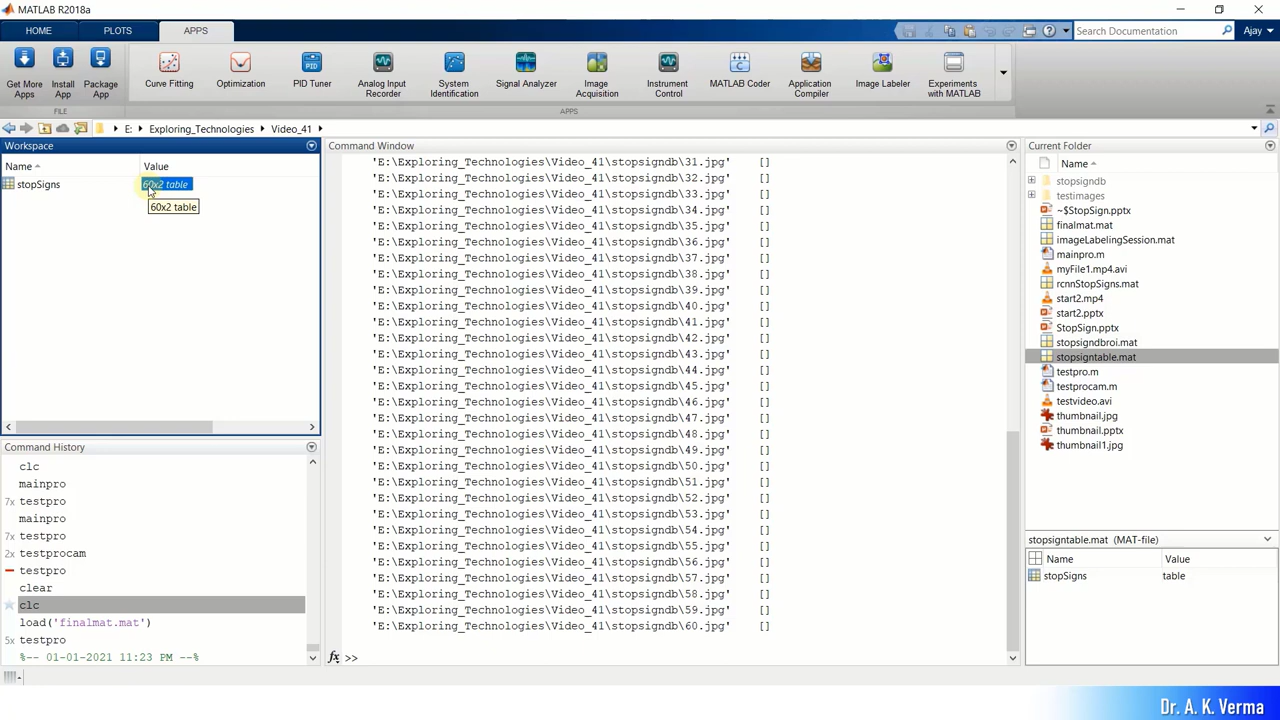 MATLAB R2018a
HOME PLOTS APPS
Search Documentation
Ajay
Get More Apps
Install App
Package App
Curve Fitting
Optimization
PID Tuner
Analog Input Recorder
System Identification
Signal Analyzer
Image Acquisition
Instrument Control
MATLAB Coder
Application Compiler
Image Labeler
Experiments with MATLAB
FILE
APPS
E: Exploring_Technologies Video_41
Workspace
Name Value
stopSigns 60x2 table
60x2 table
Command History
clc
mainpro
7x testpro
mainpro
7x testpro
2x testprocam
testpro
clear
clc
load('finalmat.mat')
5x testpro
%-- 01-01-2021 11:23 PM --%
Command Window
'E:\Exploring_Technologies\Video_41\stopsigndb\31.jpg' []
'E:\Exploring_Technologies\Video_41\stopsigndb\32.jpg' []
'E:\Exploring_Technologies\Video_41\stopsigndb\33.jpg' []
'E:\Exploring_Technologies\Video_41\stopsigndb\34.jpg' []
'E:\Exploring_Technologies\Video_41\stopsigndb\35.jpg' []
'E:\Exploring_Technologies\Video_41\stopsigndb\36.jpg' []
'E:\Exploring_Technologies\Video_41\stopsigndb\37.jpg' []
'E:\Exploring_Technologies\Video_41\stopsigndb\38.jpg' []
'E:\Exploring_Technologies\Video_41\stopsigndb\39.jpg' []
'E:\Exploring_Technologies\Video_41\stopsigndb\40.jpg' []
'E:\Exploring_Technologies\Video_41\stopsigndb\41.jpg' []
'E:\Exploring_Technologies\Video_41\stopsigndb\42.jpg' []
'E:\Exploring_Technologies\Video_41\stopsigndb\43.jpg' []
'E:\Exploring_Technologies\Video_41\stopsigndb\44.jpg' []
'E:\Exploring_Technologies\Video_41\stopsigndb\45.jpg' []
'E:\Exploring_Technologies\Video_41\stopsigndb\46.jpg' []
'E:\Exploring_Technologies\Video_41\stopsigndb\47.jpg' []
'E:\Exploring_Technologies\Video_41\stopsigndb\48.jpg' []
'E:\Exploring_Technologies\Video_41\stopsigndb\49.jpg' []
'E:\Exploring_Technologies\Video_41\stopsigndb\50.jpg' []
'E:\Exploring_Technologies\Video_41\stopsigndb\51.jpg' []
'E:\Exploring_Technologies\Video_41\stopsigndb\52.jpg' []
'E:\Exploring_Technologies\Video_41\stopsigndb\53.jpg' []
'E:\Exploring_Technologies\Video_41\stopsigndb\54.jpg' []
'E:\Exploring_Technologies\Video_41\stopsigndb\55.jpg' []
'E:\Exploring_Technologies\Video_41\stopsigndb\56.jpg' []
'E:\Exploring_Technologies\Video_41\stopsigndb\57.jpg' []
'E:\Exploring_Technologies\Video_41\stopsigndb\58.jpg' []
'E:\Exploring_Technologies\Video_41\stopsigndb\59.jpg' []
'E:\Exploring_Technologies\Video_41\stopsigndb\60.jpg' []
fx >>
Current Folder
Name
stopsigndb
testimages
~$StopSign.pptx
finalmat.mat
imageLabelingSession.mat
mainpro.m
myFile1.mp4.avi
rcnnStopSigns.mat
start2.mp4
start2.pptx
StopSign.pptx
stopsigndbroi.mat
stopsigntable.mat
testpro.m
testprocam.m
testvideo.avi
thumbnail.jpg
thumbnail.pptx
thumbnail1.jpg
stopsigntable.mat (MAT-file)
Name Value
stopSigns table
Dr. A. K. Verma